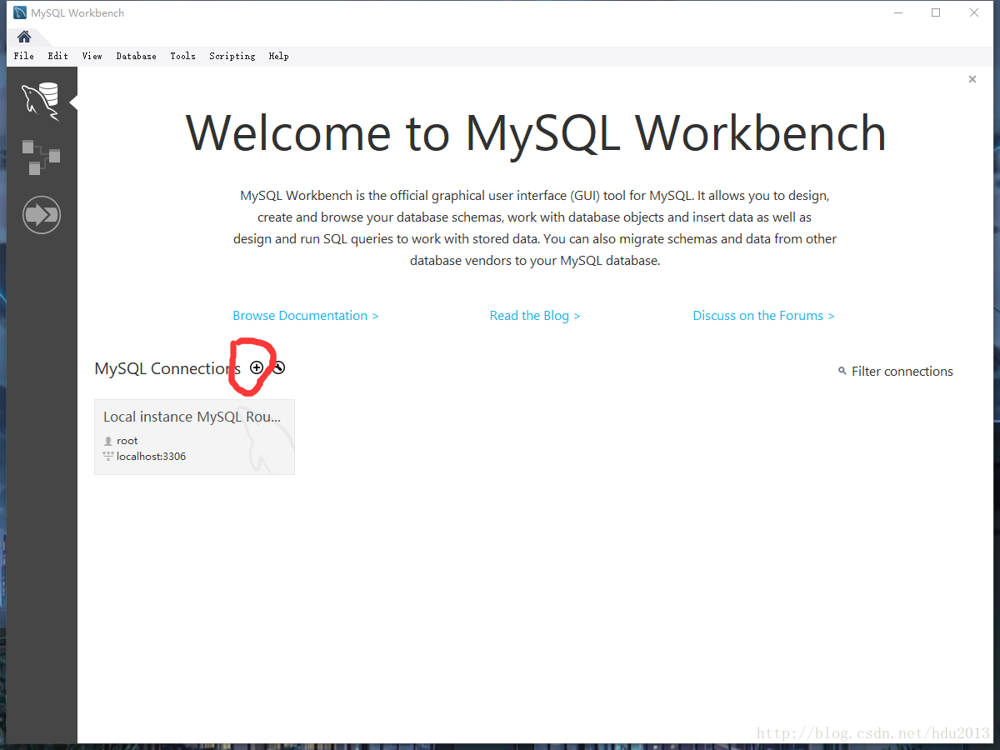 MySQL Workbench
File Edit View Database Tools Scripting Help
Welcome to MySQL Workbench
MySQL Workbench is the official graphical user interface (GUI) tool for MySQL. It allows you to design,
create and browse your database schemas, work with database objects and insert data as well as
design and run SQL queries to work with stored data. You can also migrate schemas and data from other
database vendors to your MySQL database.
Browse Documentation > Read the Blog > Discuss on the Forums >
MySQL Connections Filter connections
Local instance MySQL Rou...
root
localhost:3306
http://blog.csdn.net/hdu2013